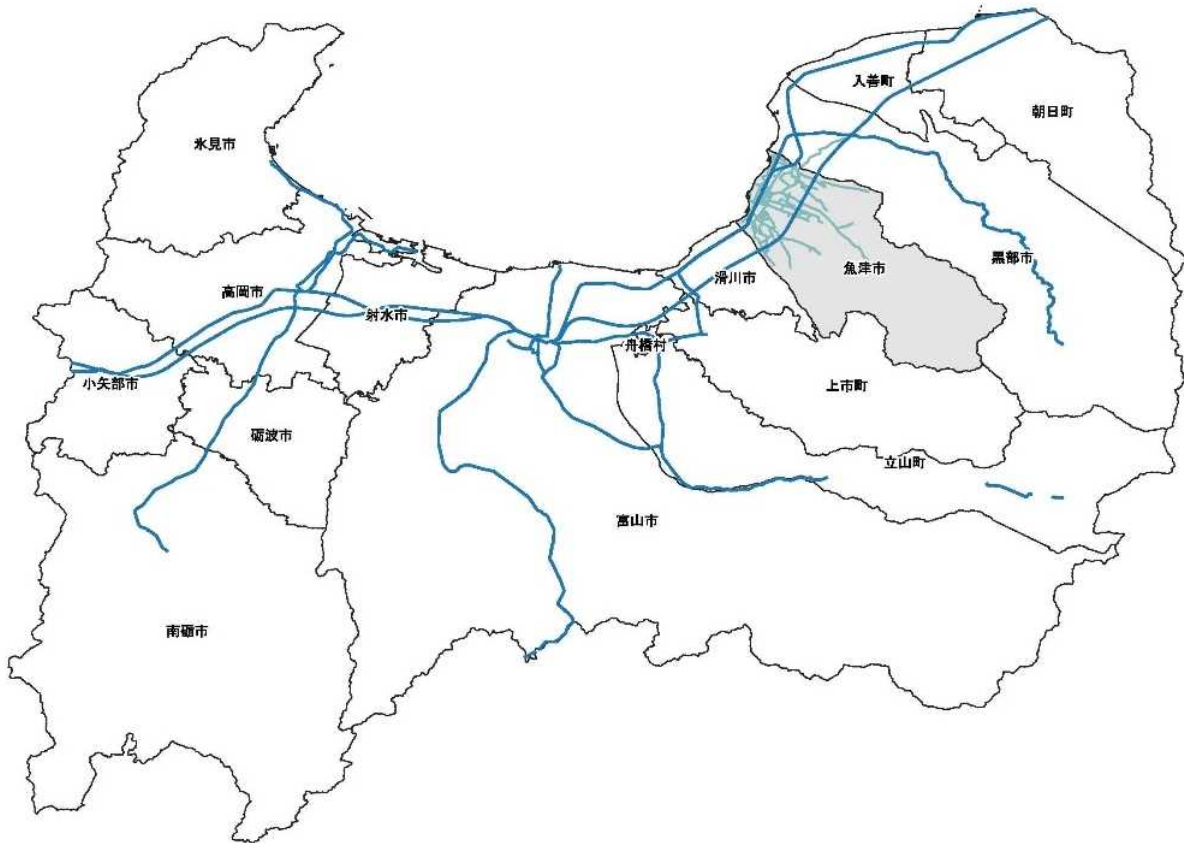 入善町
朝日町
氷見市
黒部市
魚津市
滑川市
高岡市
射水市
舟橋村
小矢部市
上市町
砺波市
立山町
富山市
南砺市